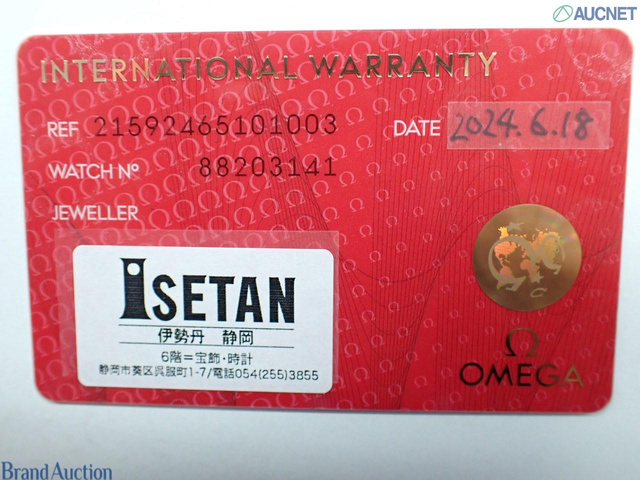 AUCNET
INTERNATIONAL WARRANTY
REF 21592465101003 DATE 2024.6.18
WATCH Nº 88203141
JEWELLER
ISETAN
伊勢丹 静岡
6階=宝飾・時計
静岡市葵区呉服町1-7/電話054(255)3855
Ω
OMEGA
Brand Auction